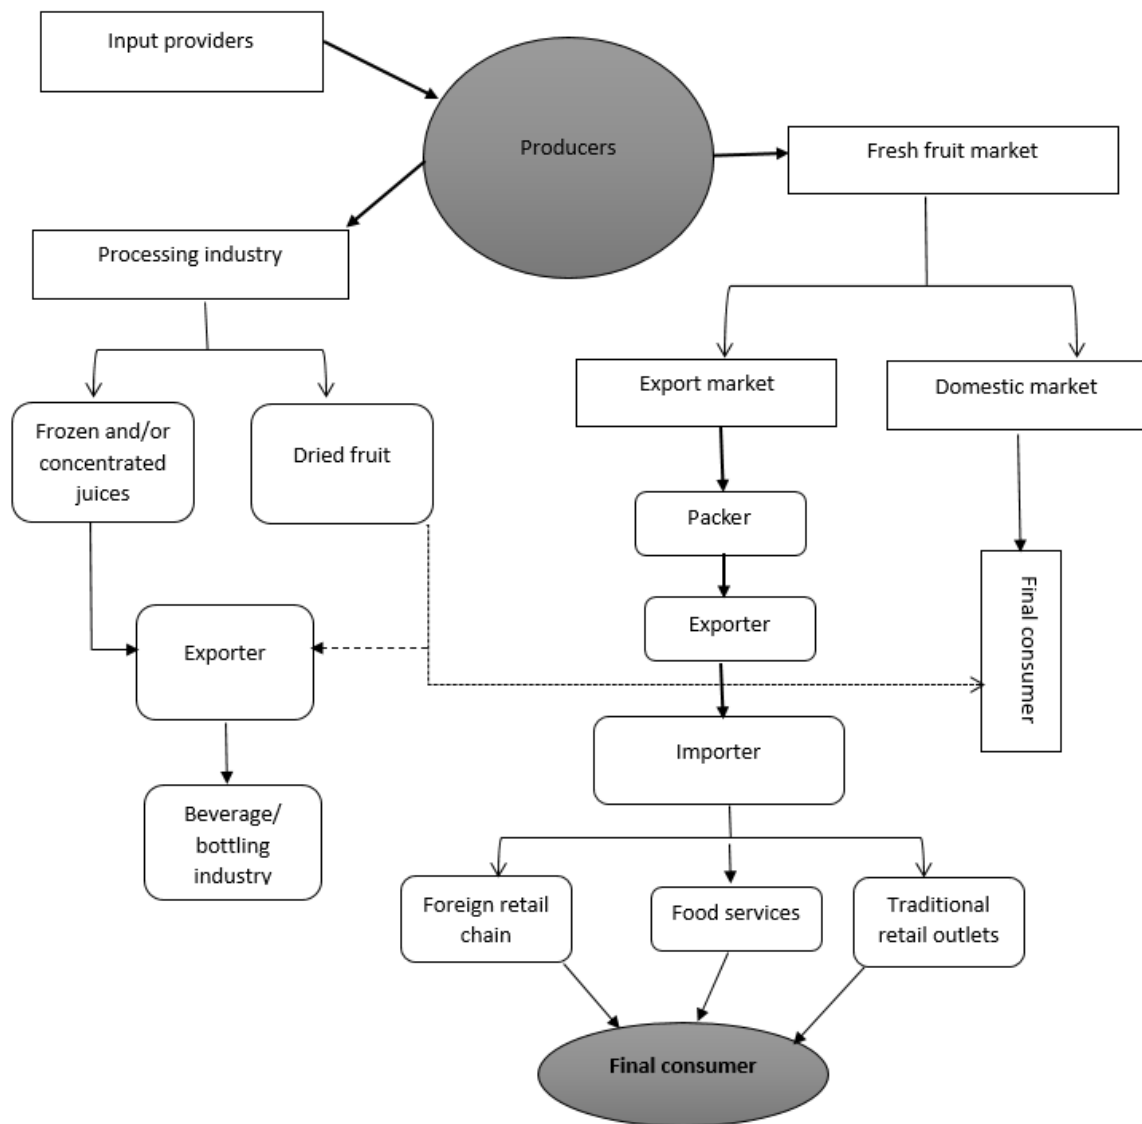 Input providers
Producers
Fresh fruit market
Processing industry
Export market
Domestic market
Frozen and/or
concentrated
juices
Dried fruit
Packer
Final consumer
Exporter
Exporter
Importer
Beverage/
bottling
industry
Foreign retail
chain
Food services
Traditional
retail outlets
Final consumer